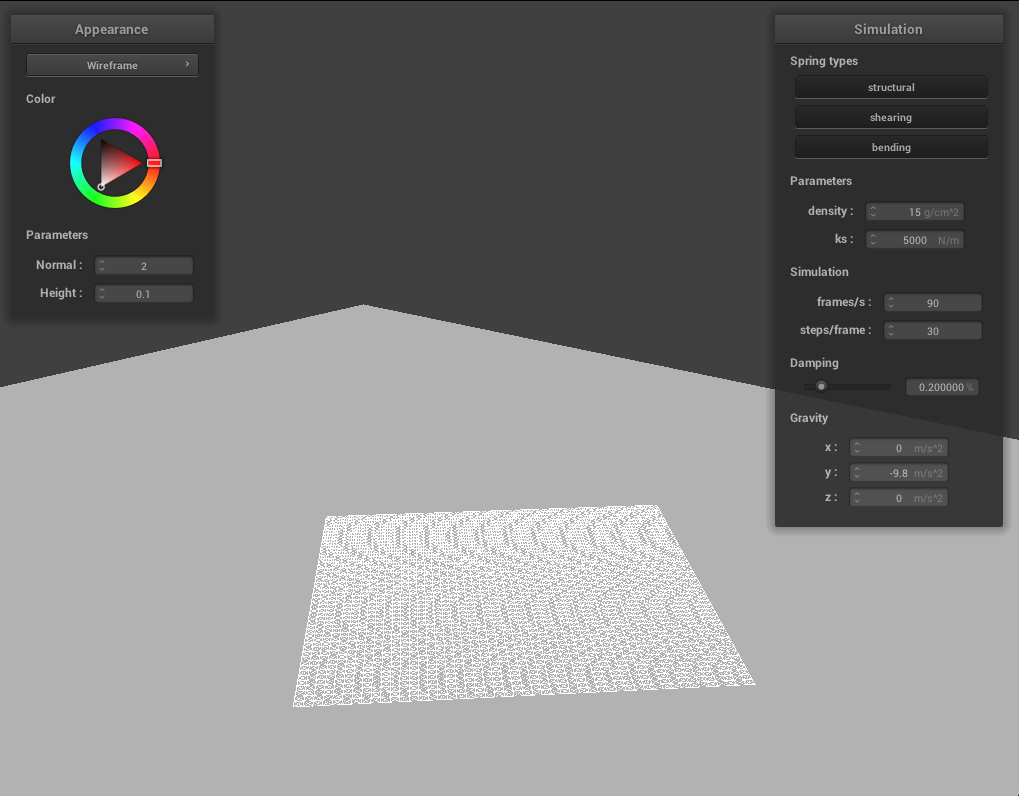 Appearance
Wireframe
Color
Parameters
Normal : 2
Height : 0.1
Simulation
Spring types
structural
shearing
bending
Parameters
density : 15 g/cm^2
ks : 5000 N/m
Simulation
frames/s : 90
steps/frame : 30
Damping
0.200000 %
Gravity
x : 0 m/s^2
y : -9.8 m/s^2
z : 0 m/s^2